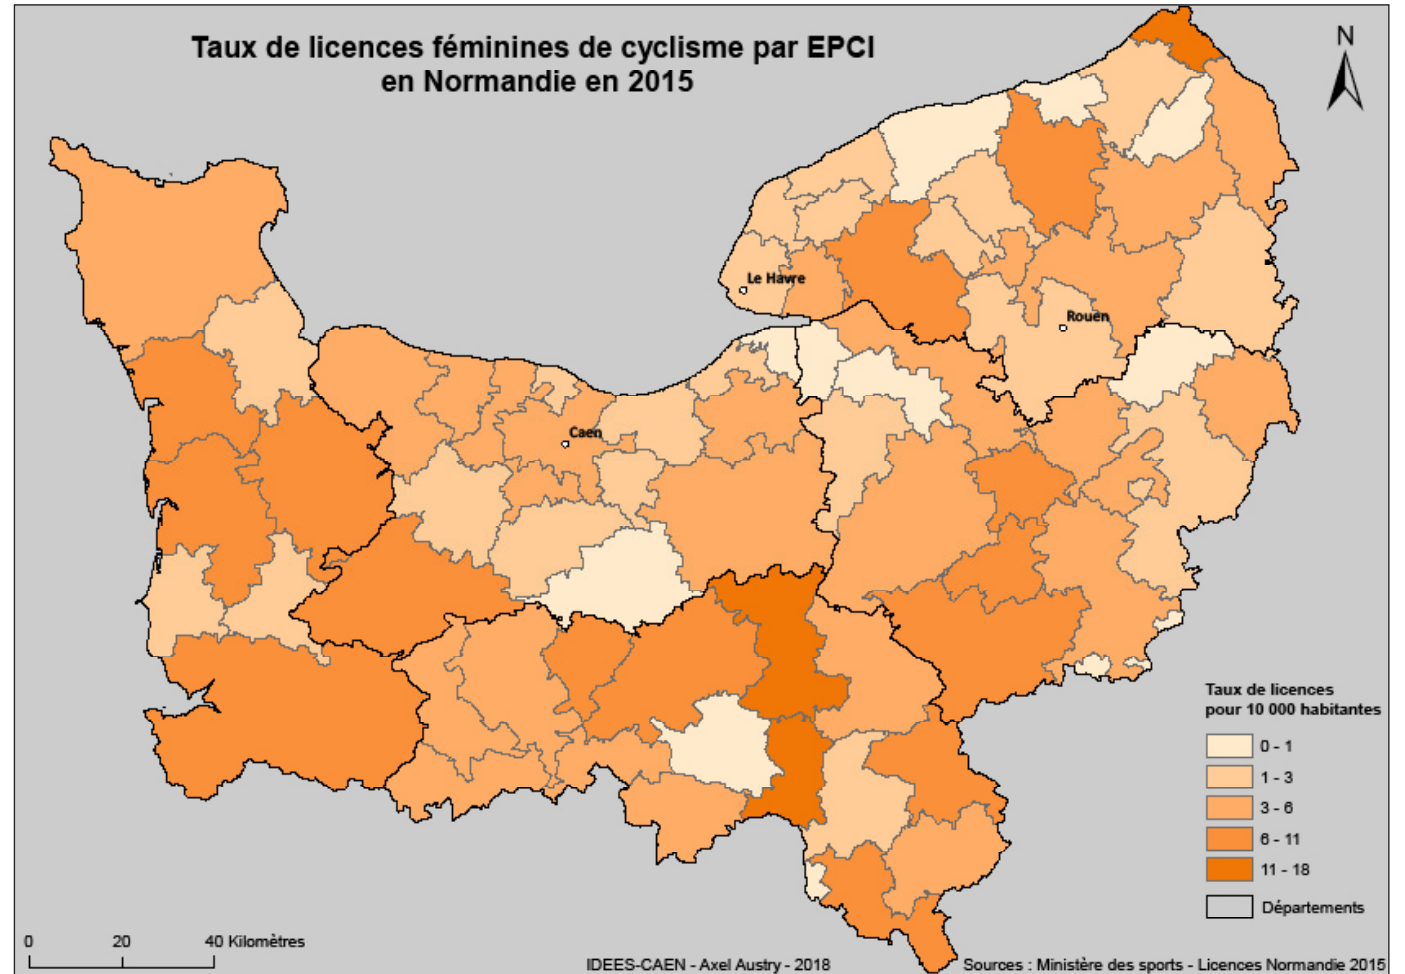 Taux de licences féminines de cyclisme par EPCI
en Normandie en 2015
N
Le Havre
Rouen
Caen
Taux de licences
pour 10 000 habitantes
0 - 1
1 - 3
3 - 6
6 - 11
11 - 18
Départements
0 20 40 Kilomètres
IDEES-CAEN - Axel Austry - 2018
Sources : Ministère des sports - Licences Normandie 2015